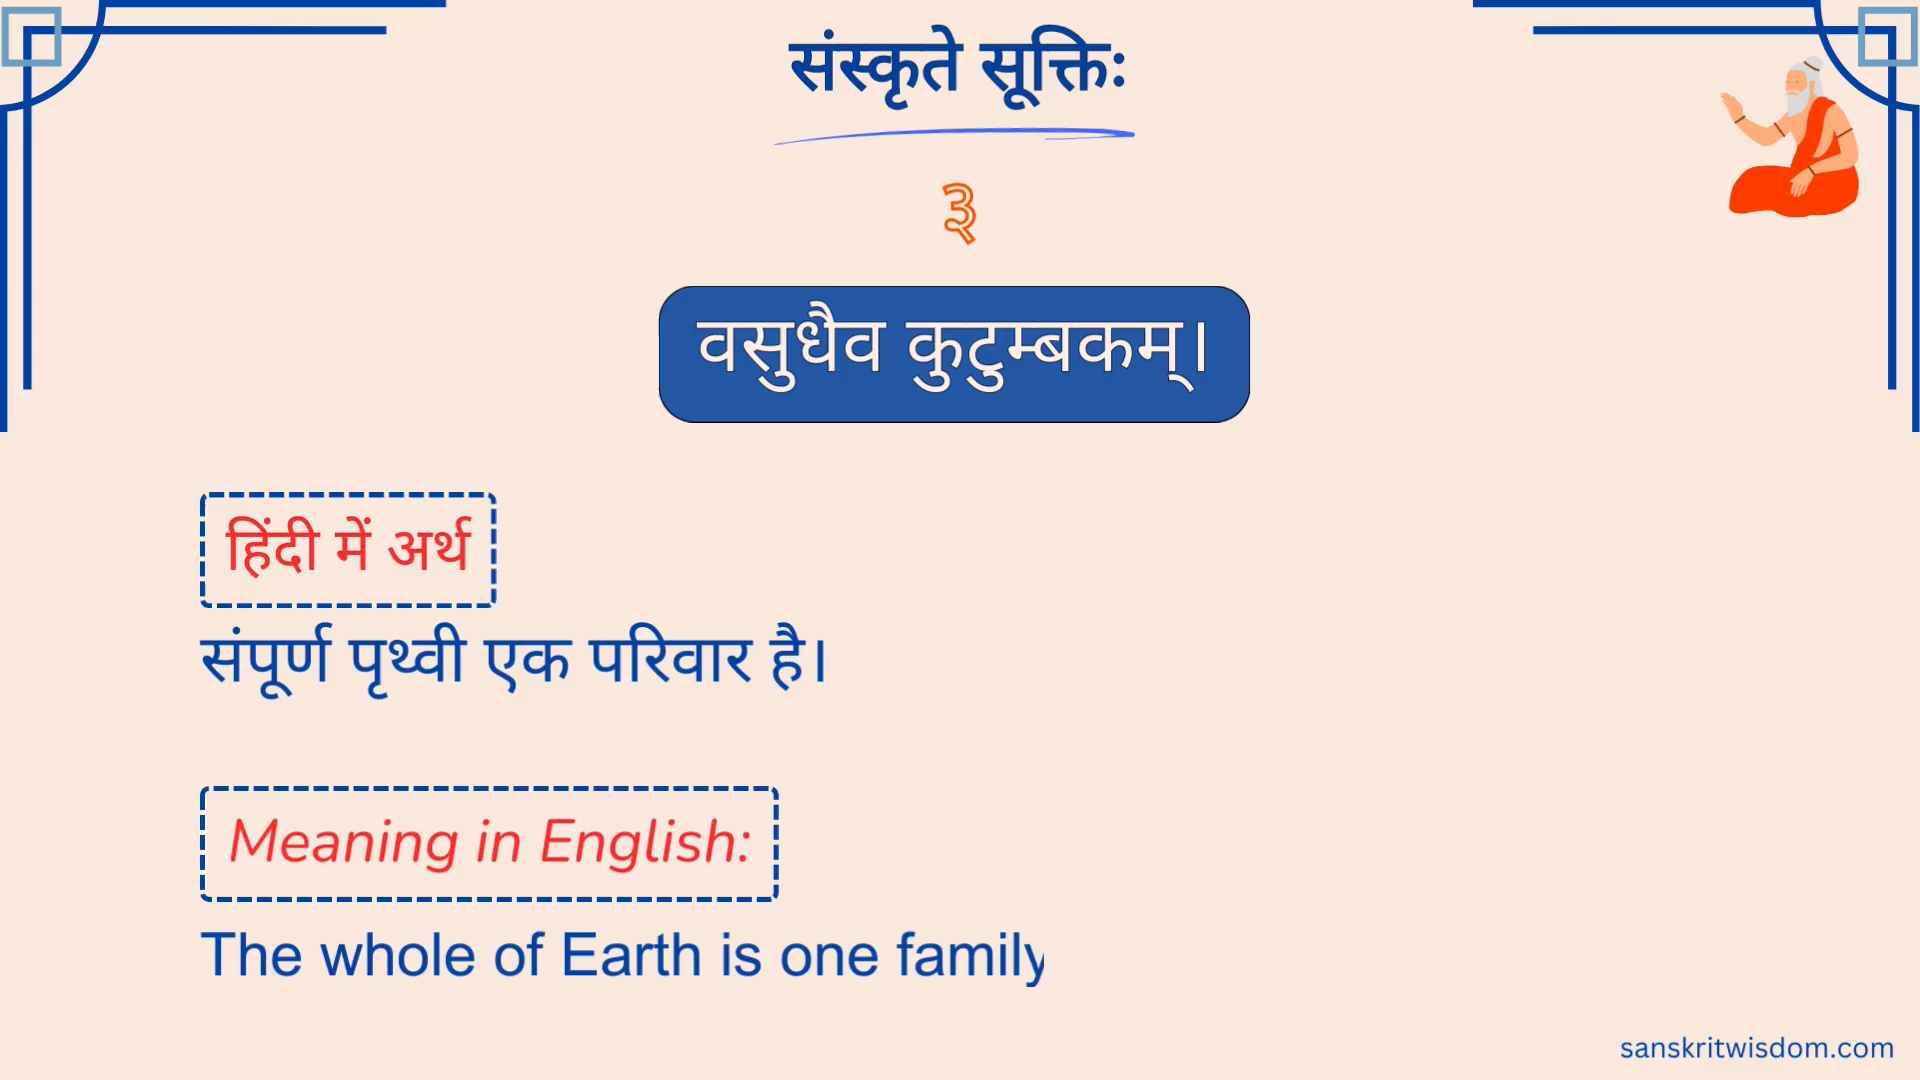 संस्कृते सूक्तिः
३
वसुधैव कुटुम्बकम्।
हिंदी में अर्थ
संपूर्ण पृथ्वी एक परिवार है।
Meaning in English:
The whole of Earth is one family
sanskritwisdom.com